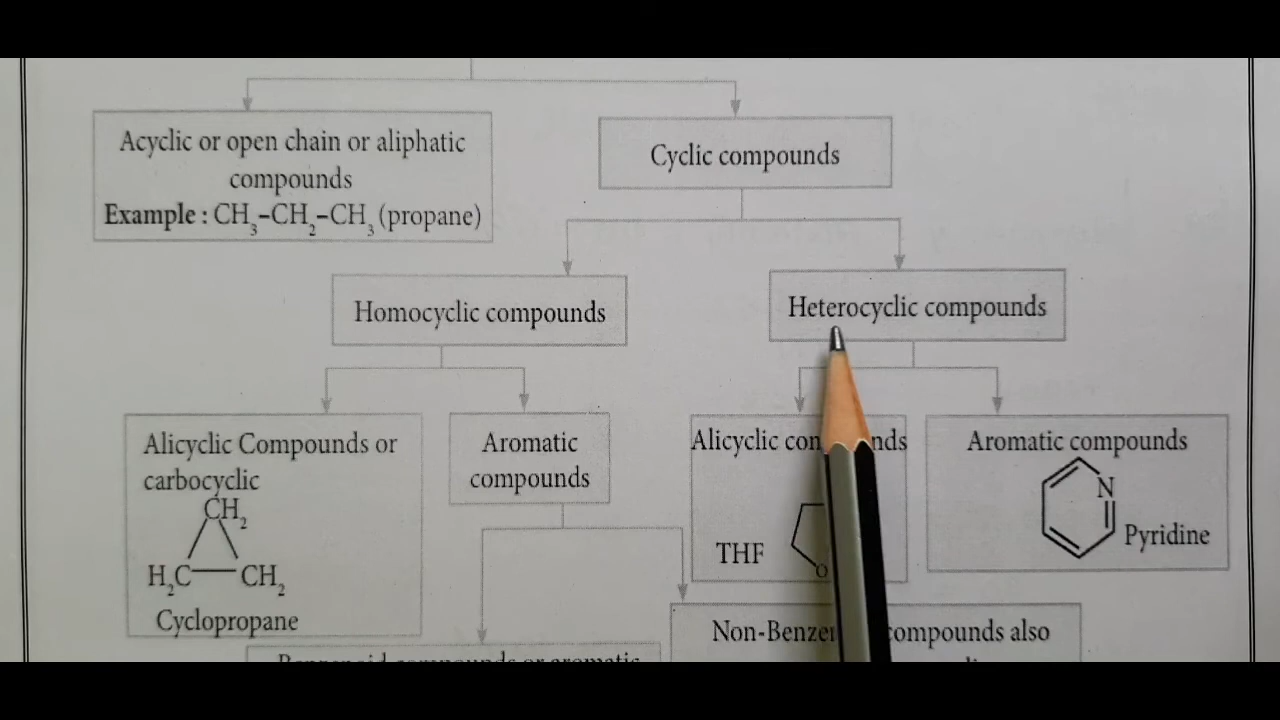 Acyclic or open chain or aliphatic
compounds
Example : CH₃–CH₂–CH₃ (propane)
Cyclic compounds
Homocyclic compounds
Heterocyclic compounds
Alicyclic Compounds or
carbocyclic
CH₂
H₂C CH₂
Cyclopropane
Aromatic
compounds
Alicyclic
THF
O
Aromatic compounds
N
Pyridine
compounds also